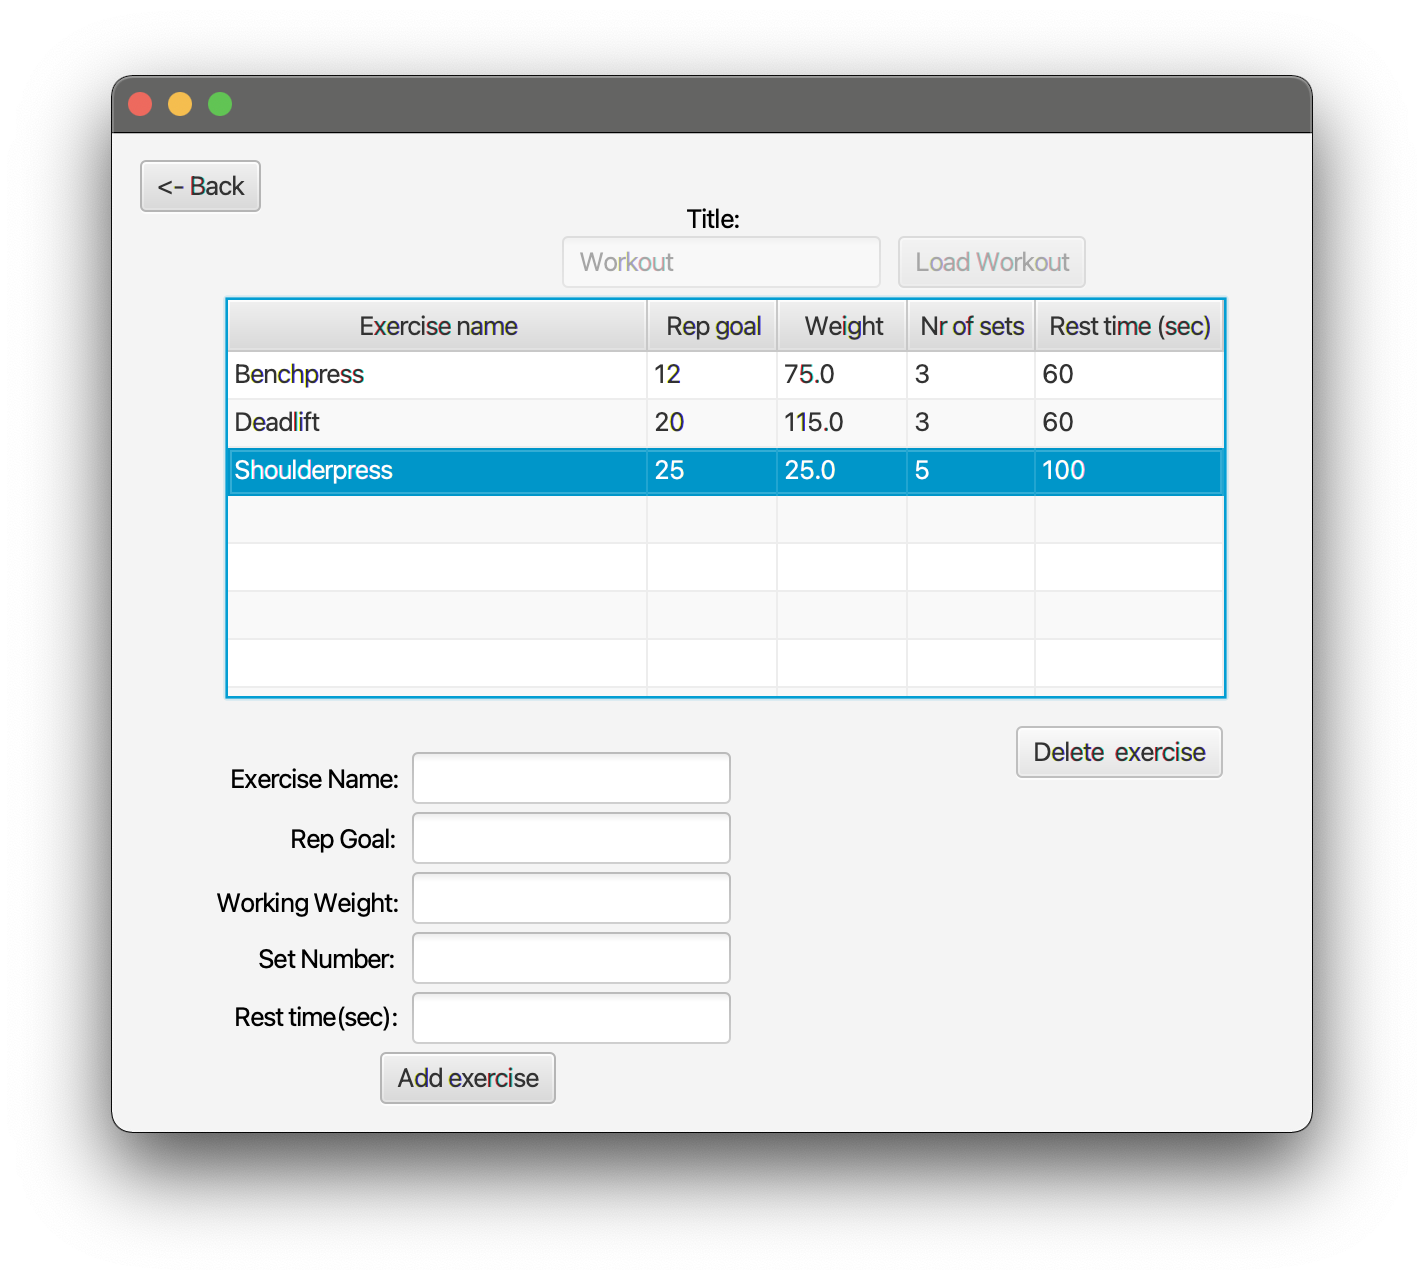 <- Back
Title:
Workout Load Workout
Exercise name Rep goal Weight Nr of sets Rest time (sec)
Benchpress 12 75.0 3 60
Deadlift 20 115.0 3 60
Shoulderpress 25 25.0 5 100
Delete exercise
Exercise Name:
Rep Goal:
Working Weight:
Set Number:
Rest time(sec):
Add exercise